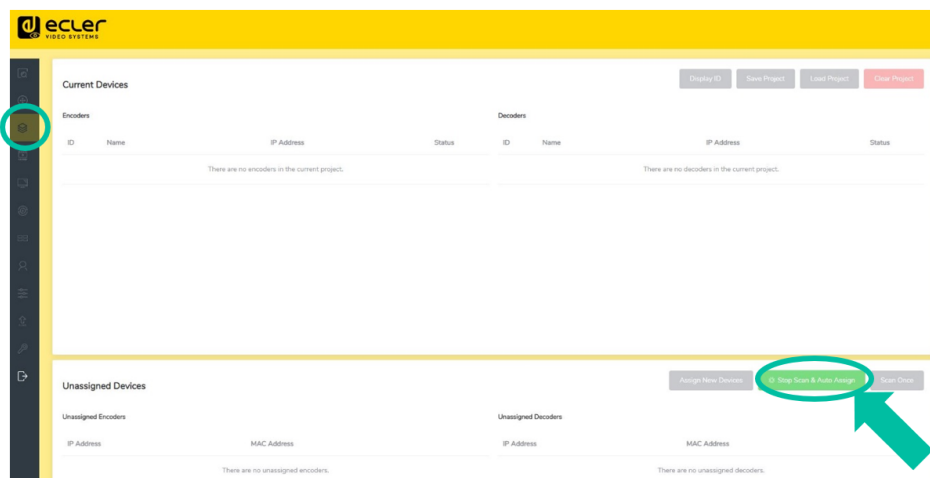 ecler
VIDEO SYSTEMS
Current Devices
Display ID Save Project Load Project Clear Project
Encoders Decoders
ID Name IP Address Status ID Name IP Address Status
There are no encoders in the current project. There are no decoders in the current project.
Unassigned Devices
Assign New Devices Stop Scan & Auto Assign Scan Once
Unassigned Encoders Unassigned Decoders
IP Address MAC Address IP Address MAC Address
There are no unassigned encoders. There are no unassigned decoders.